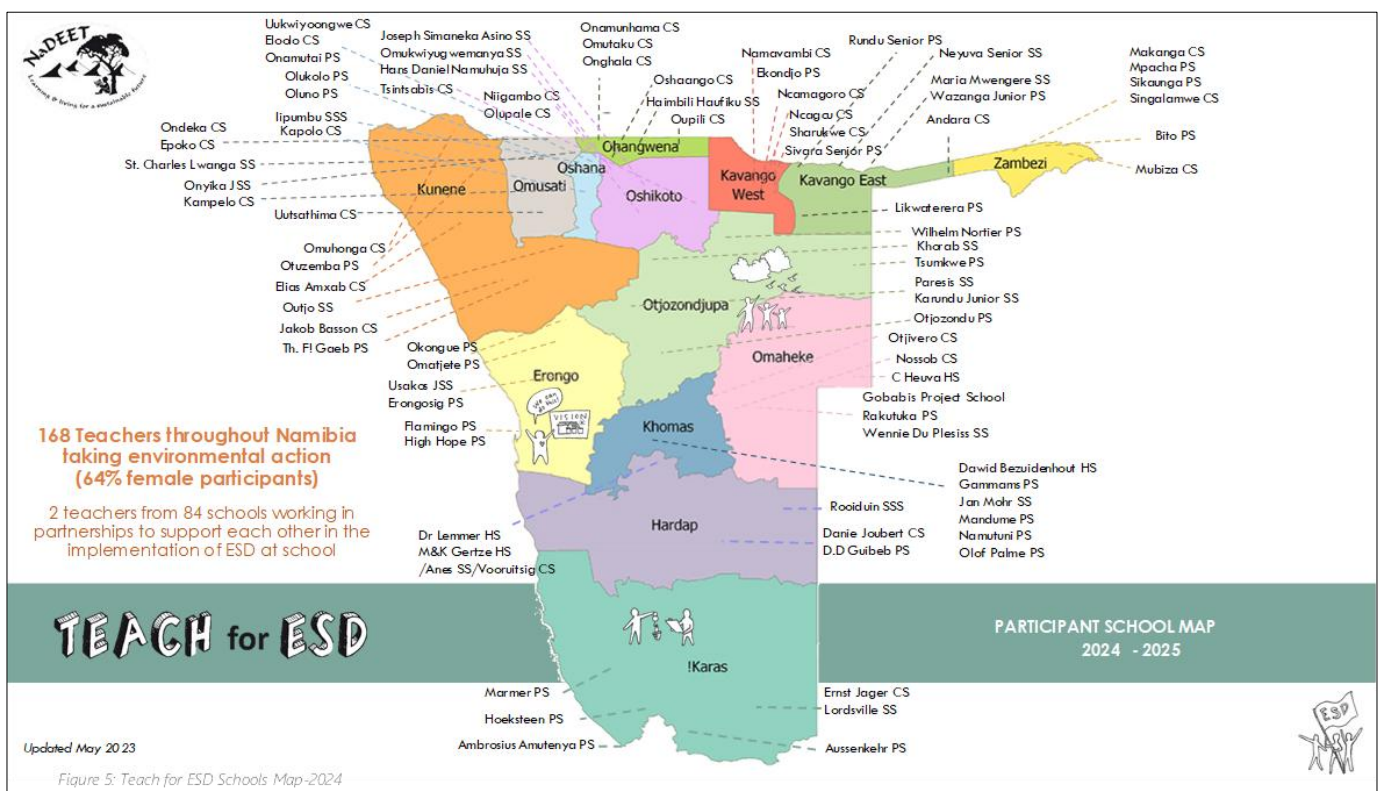 NaDEET
Learning & living for a sustainable future
Uukwiyoongwe CS
Elodo CS
Onamutai PS
Olukolo PS
Oluno PS
Iipumbu SSS
Kapolo CS
Joseph Simaneka Asino SS
Omukwiyugwemanya SS
Hans Daniel Namuhuja SS
Tsintsabis CS
Niigambo CS
Olupale CS
Onamunhama CS
Omutaku CS
Onghala CS
Oshaango CS
Haimbili Haufiku SS
Oupili CS
Namavambi CS
Ekondjo PS
Ncamagoro CS
Ncagau CS
Sharukwe CS
Sivara Senior PS
Rundu Senior PS
Neyuva Senior SS
Maria Mwengere SS
Wazanga Junior PS
Andara CS
Makanga CS
Mpacha PS
Sikaunga PS
Singalamwe CS
Bito PS
Mubiza CS
Ondeka CS
Epoko CS
St. Charles Lwanga SS
Onyika JSS
Kampelo CS
Uutsathima CS
Omuhonga CS
Otuzemba PS
Elias Amxab CS
Outjo SS
Jakob Basson CS
Th. F! Gaeb PS
Kunene
Omusati
Oshana
Ohangwena
Oshikoto
Kavango
West
Kavango East
Zambezi
Likwaterera PS
Wilhelm Nortier PS
Khorab SS
Tsumkwe PS
Paresis SS
Karundu Junior SS
Otjozondu PS
Otjivero CS
Nossob CS
C Heuva HS
Gobabis Project School
Rakutuka PS
Wennie Du Plesiss SS
Otjozondjupa
Omaheke
Okongue PS
Omatjete PS
Usakos JSS
Erongosig PS
Flamingo PS
High Hope PS
Erongo
we can
do this!
VISION
Khomas
168 Teachers throughout Namibia
taking environmental action
(64% female participants)
2 teachers from 84 schools working in
partnerships to support each other in the
implementation of ESD at school
Dawid Bezuidenhout HS
Gammams PS
Jan Mohr SS
Mandume PS
Namutuni PS
Olof Palme PS
Rooiduin SSS
Danie Joubert CS
D.D Guibeb PS
Hardap
Dr Lemmer HS
M&K Gertze HS
/Anes SS/Vooruitsig CS
TEACH for ESD
PARTICIPANT SCHOOL MAP
2024 - 2025
!Karas
Marmer PS
Hoeksteen PS
Ambrosius Amutenya PS
Ernst Jager CS
Lordsville SS
Aussenkehr PS
ESD
Updated May 2023
Figure 5: Teach for ESD Schools Map-2024